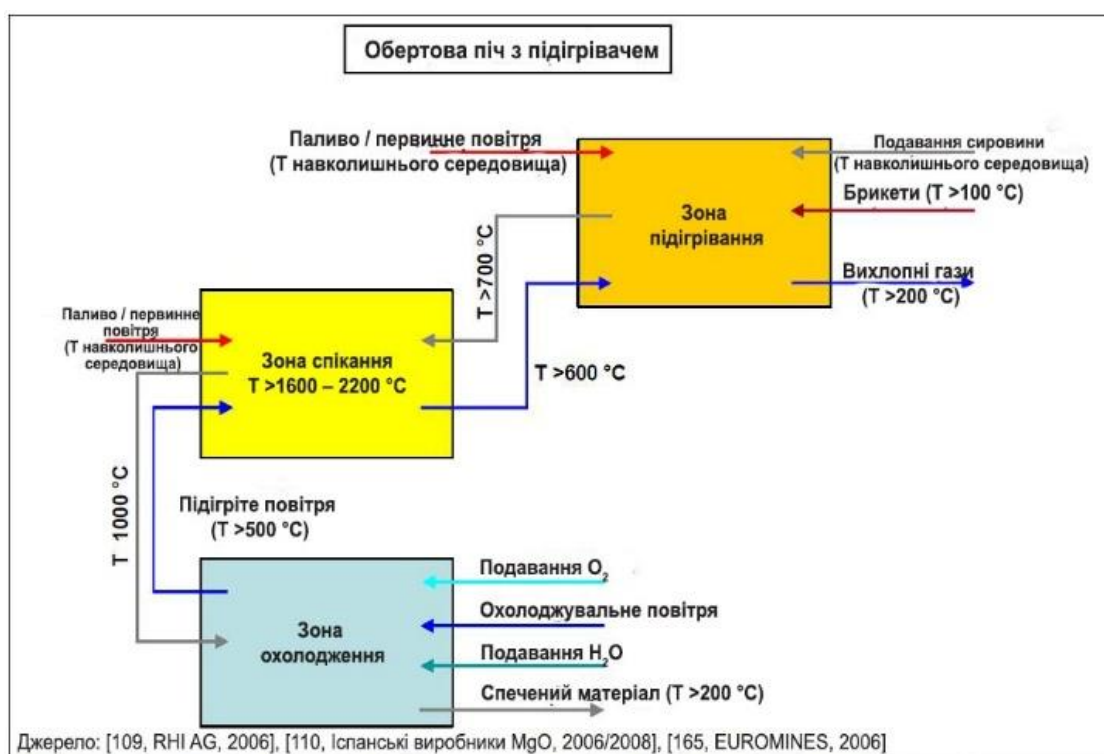 Обертова піч з підігрівачем
Паливо / первинне повітря
(Т навколишнього середовища)
Подавання сировини
(Т навколишнього середовища)
Брикети (Т >100 °С)
Зона
підігрівання
Вихлопні гази
(Т >200 °С)
Т >700 °С
Паливо / первинне
повітря
(Т навколишнього
середовища)
Зона спікання
Т >1600 – 2200 °С
Т >600 °С
Т 1000 °С
Підігріте повітря
(Т >500 °С)
Зона
охолодження
Подавання O₂
Охолоджувальне повітря
Подавання H₂O
Спечений матеріал (Т >200 °С)
Джерело: [109, RHI AG, 2006], [110, Іспанські виробники MgO, 2006/2008], [165, EUROMINES, 2006]